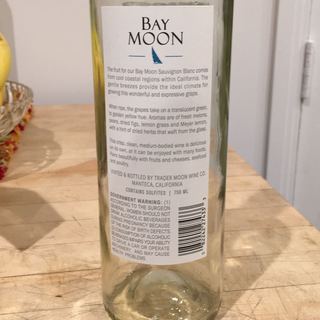 BAY
MOON
The fruit for our Bay Moon Sauvignon Blanc comes
from cool coastal regions within California. The
gentle breezes provide the ideal climate for
growing this wonderful and expressive grape.
When ripe, the grapes take on a translucent green,
to golden yellow hue. Aromas are of fresh melons,
pears, dried figs, lemon grass and Meyer lemon,
with a hint of dried herbs that waft from the glass.
This crisp, clean, medium-bodied wine is delicious
on its own, as it can be enjoyed with many foods.
Pairs beautifully with fruits and cheeses, seafood
and poultry.
VINTED & BOTTLED BY TRADER MOON WINE CO.
MANTECA, CALIFORNIA
CONTAINS SULFITES | 750 ML
GOVERNMENT WARNING: (1)
ACCORDING TO THE SURGEON
GENERAL, WOMEN SHOULD NOT
DRINK ALCOHOLIC BEVERAGES
DURING PREGNANCY BECAUSE
OF THE RISK OF BIRTH DEFECTS.
CONSUMPTION OF ALCOHOLIC
BEVERAGES IMPAIRS YOUR ABILITY
TO DRIVE A CAR OR OPERATE
MACHINERY, AND MAY CAUSE
HEALTH PROBLEMS